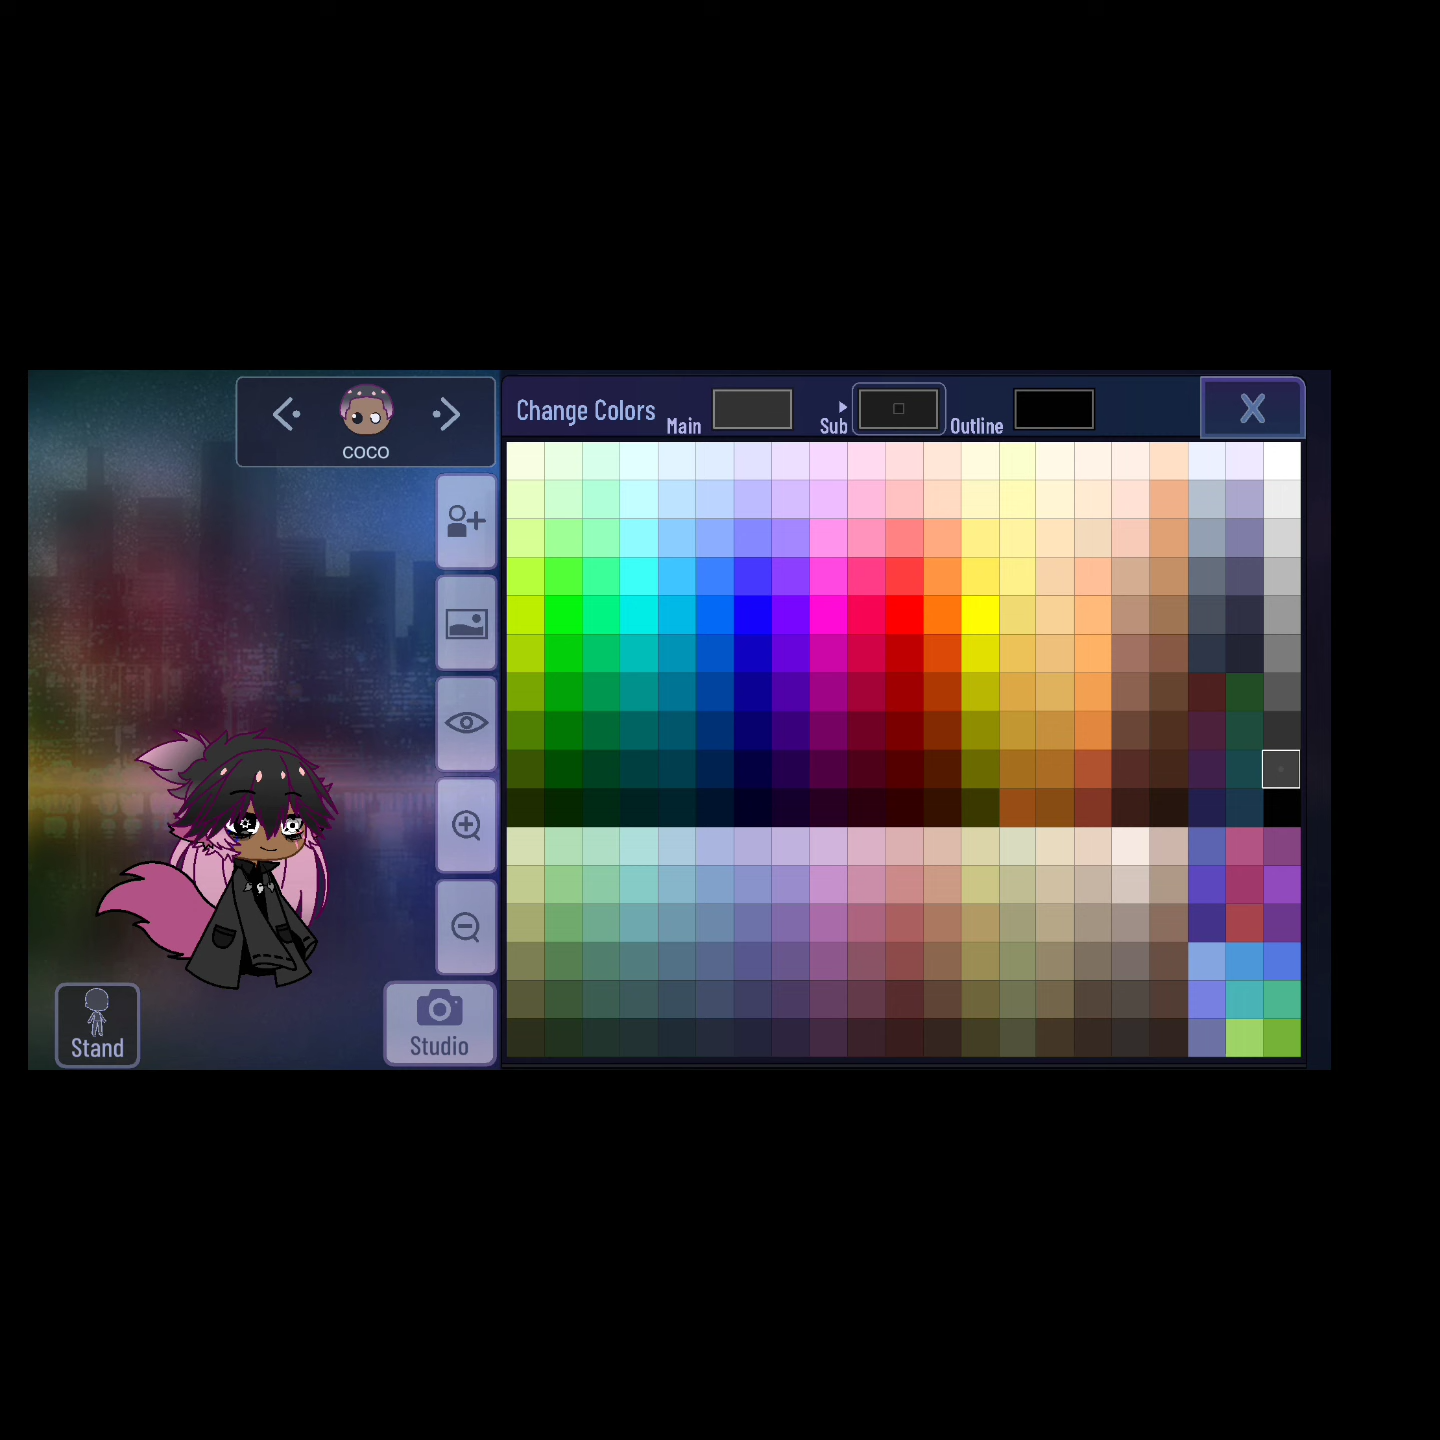 COCO
Change Colors
Main
Sub
Outline
X
Stand
Studio